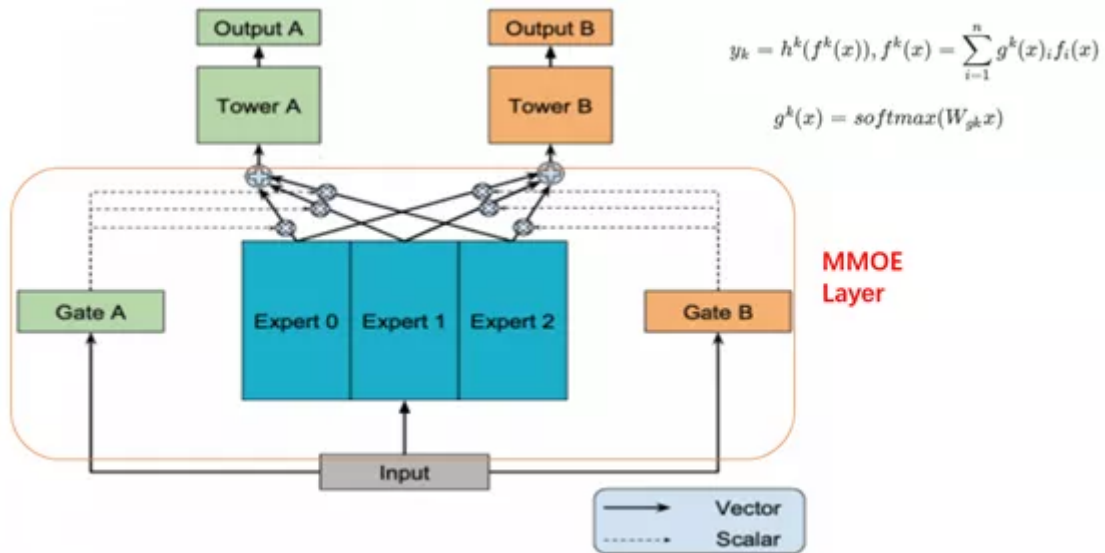 Output A
Output B
y_k = h^k(f^k(x)), f^k(x) = \sum_{i=1}^{n} g^k(x)_i f_i(x)
Tower A
Tower B
g^k(x) = softmax(W_{gk}x)
MMOE
Layer
Gate A
Expert 0
Expert 1
Expert 2
Gate B
Input
Vector
Scalar